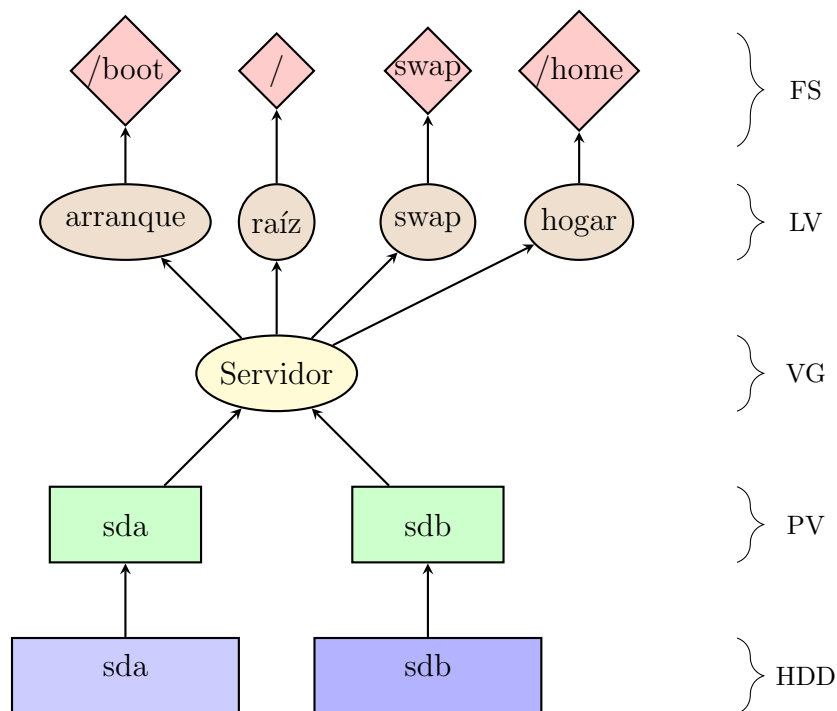 /boot
/
swap
/home
FS
arranque
raíz
swap
hogar
LV
Servidor
VG
sda
sdb
PV
sda
sdb
HDD